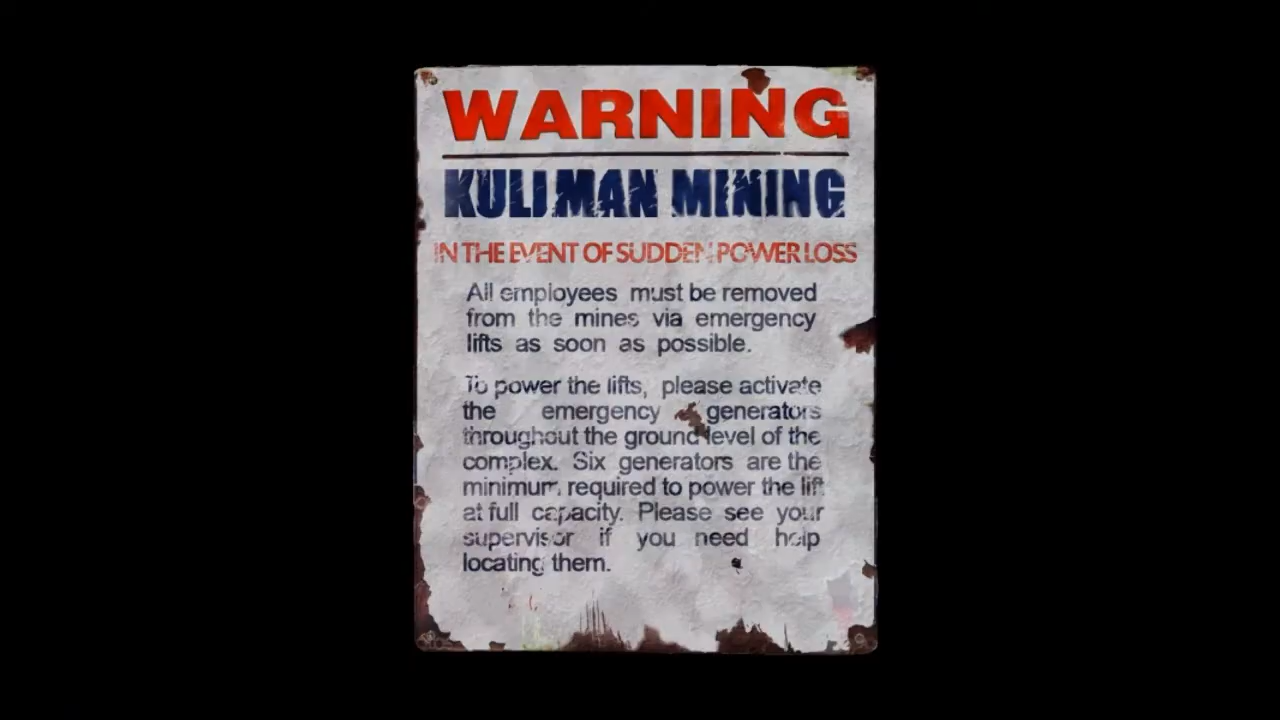 WARNING
KULLMAN MINING
IN THE EVENT OF SUDDEN POWER LOSS
All employees must be removed
from the mines via emergency
lifts as soon as possible.
To power the lifts, please activate
the emergency generators
throughout the ground level of the
complex. Six generators are the
minimum required to power the lift
at full capacity. Please see your
supervisor if you need help
locating them.